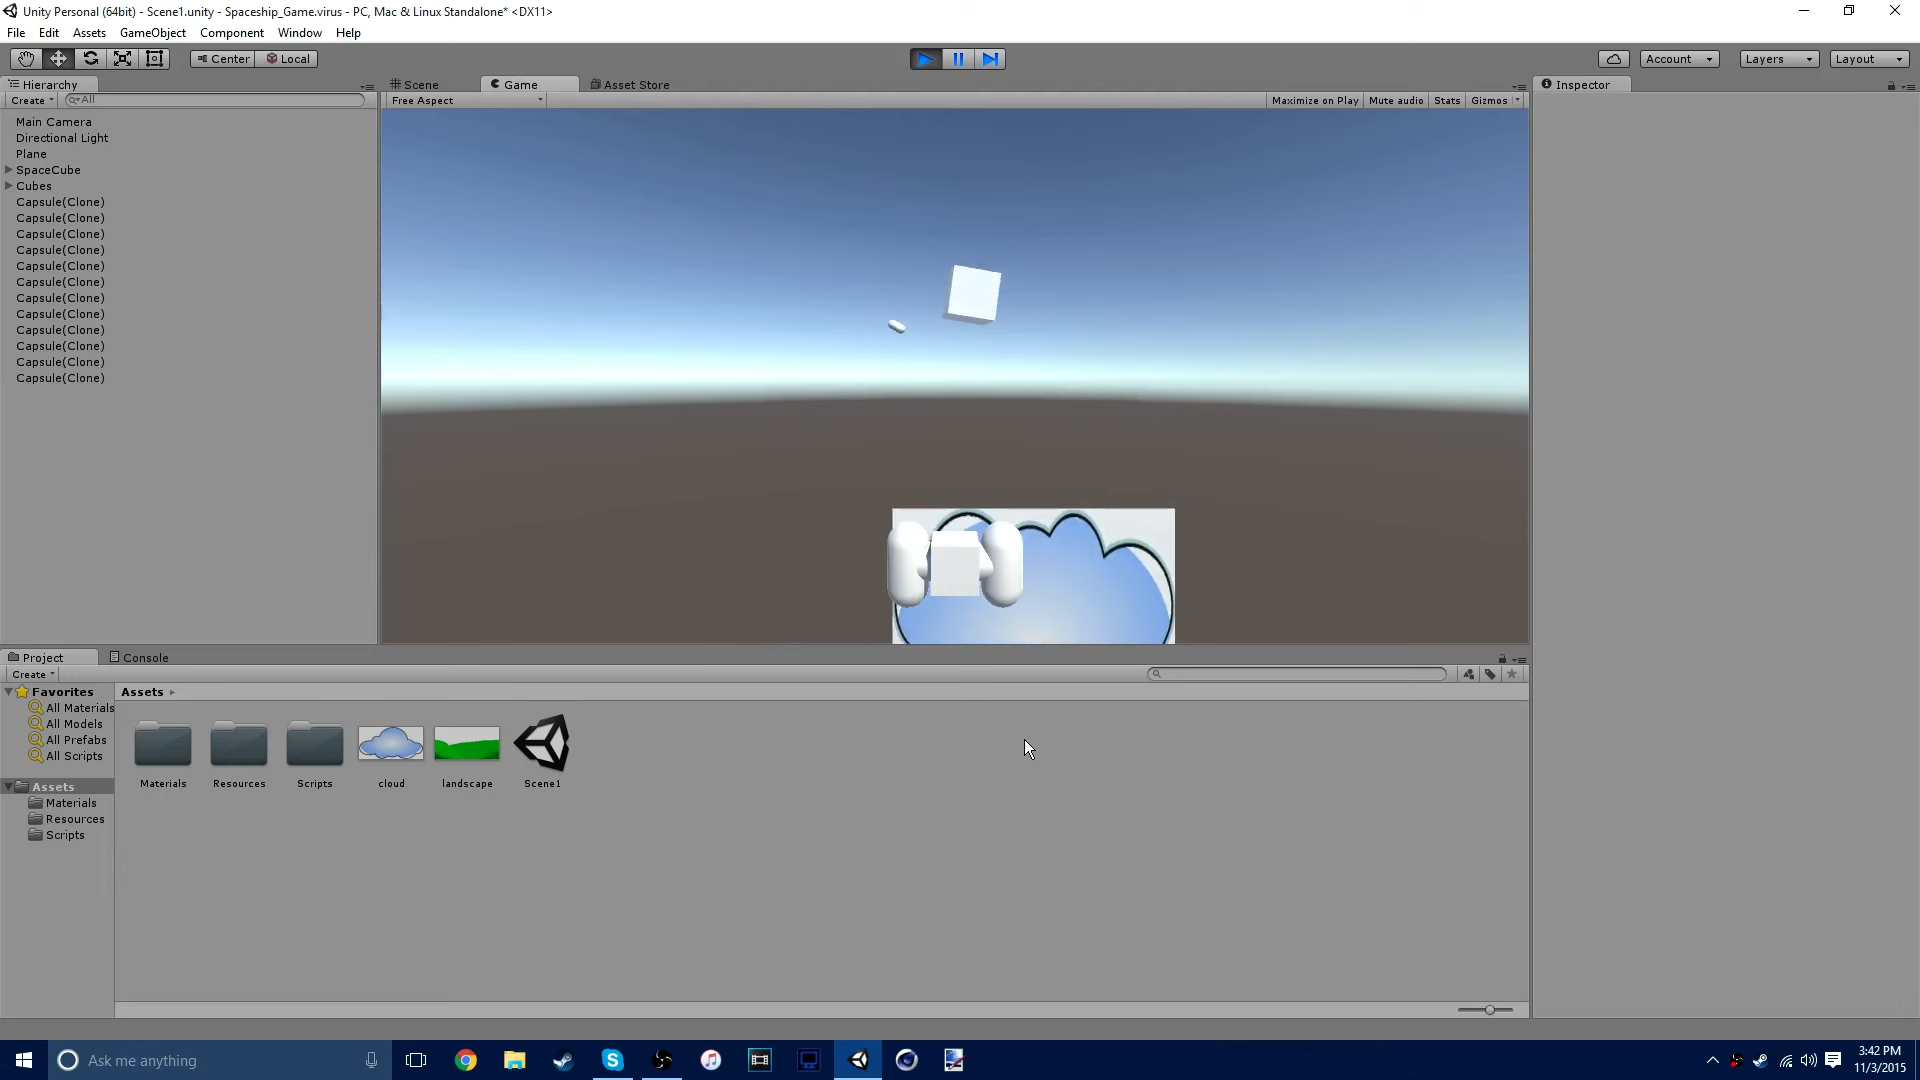 Unity Personal (64bit) - Scene1.unity - Spaceship_Game.virus - PC, Mac & Linux Standalone* <DX11>
File Edit Assets GameObject Component Window Help
Center Local Account Layers Layout
Hierarchy Scene Game Asset Store Inspector
Create All Free Aspect Maximize on Play Mute audio Stats Gizmos
Main Camera
Directional Light
Plane
SpaceCube
Cubes
Capsule(Clone)
Capsule(Clone)
Capsule(Clone)
Capsule(Clone)
Capsule(Clone)
Capsule(Clone)
Capsule(Clone)
Capsule(Clone)
Capsule(Clone)
Capsule(Clone)
Capsule(Clone)
Capsule(Clone)
Project Console
Create
Favorites
All Materials
All Models
All Prefabs
All Scripts
Assets
Materials
Resources
Scripts
Assets
Materials Resources Scripts cloud landscape Scene1
Ask me anything
3:42 PM
11/3/2015